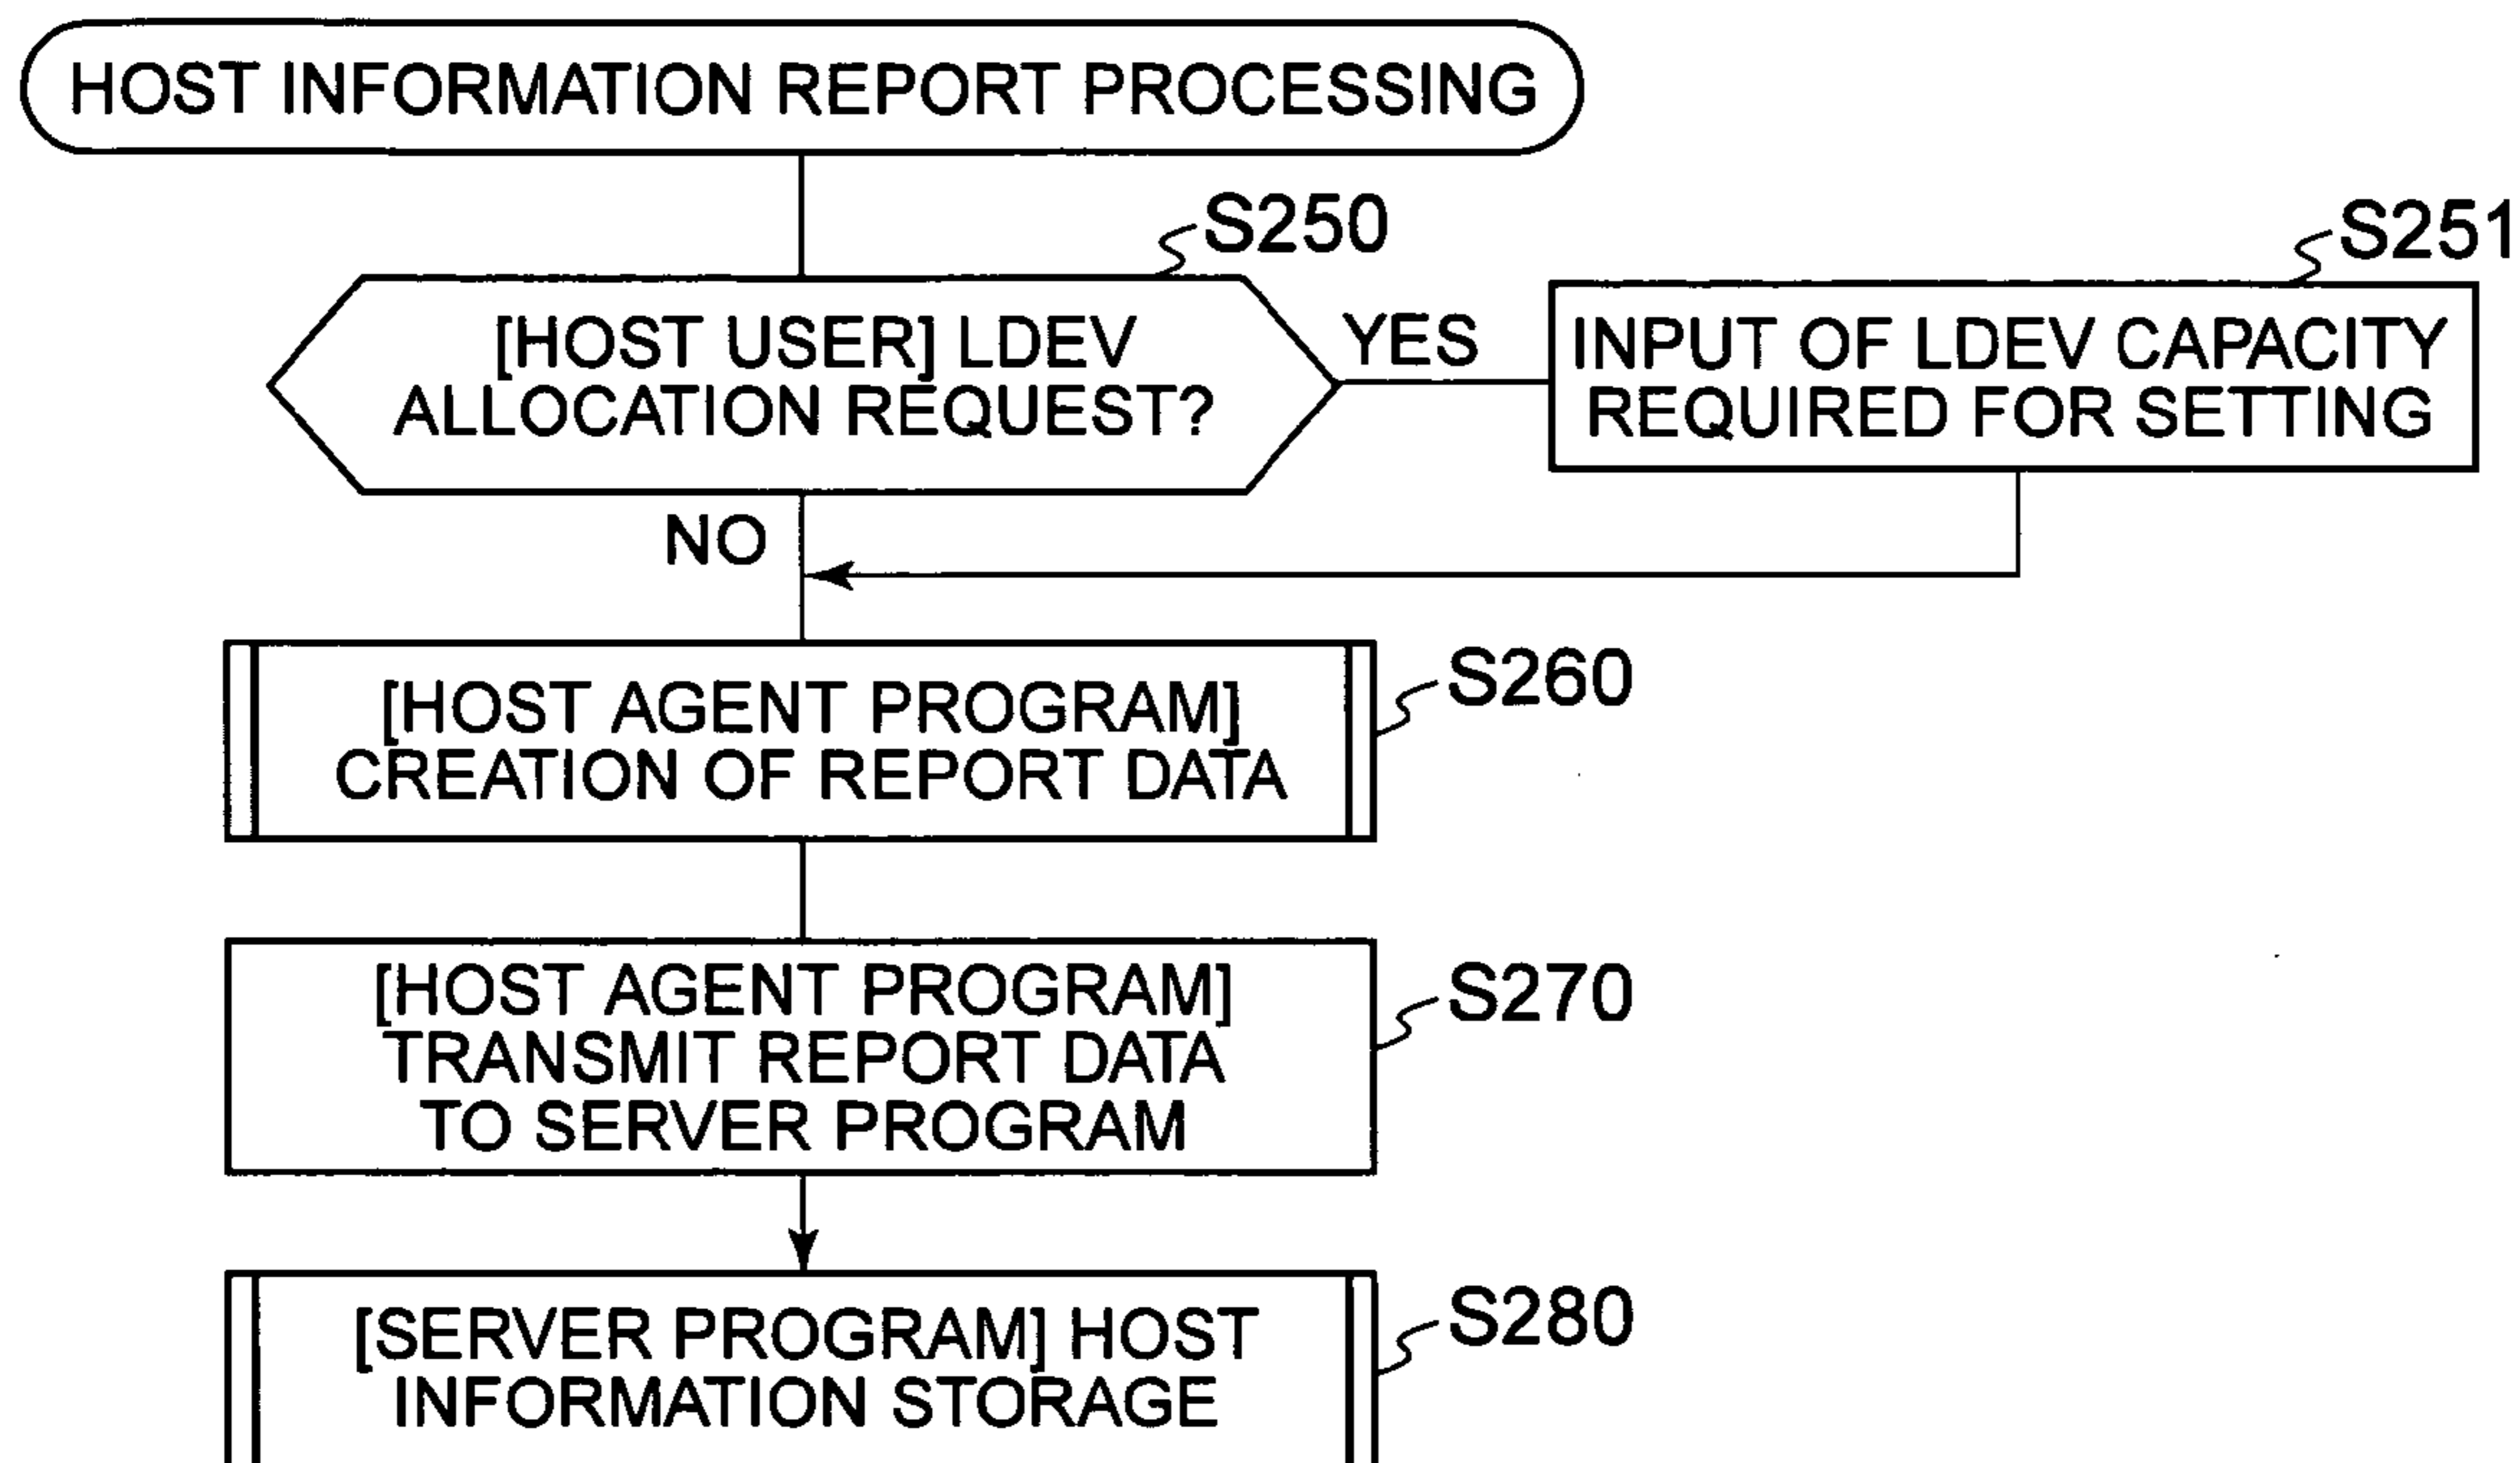 HOST INFORMATION REPORT PROCESSING
S250
S251
[HOST USER] LDEV
ALLOCATION REQUEST?
YES
INPUT OF LDEV CAPACITY
REQUIRED FOR SETTING
NO
[HOST AGENT PROGRAM]
CREATION OF REPORT DATA
S260
[HOST AGENT PROGRAM]
TRANSMIT REPORT DATA
TO SERVER PROGRAM
S270
[SERVER PROGRAM] HOST
INFORMATION STORAGE
S280